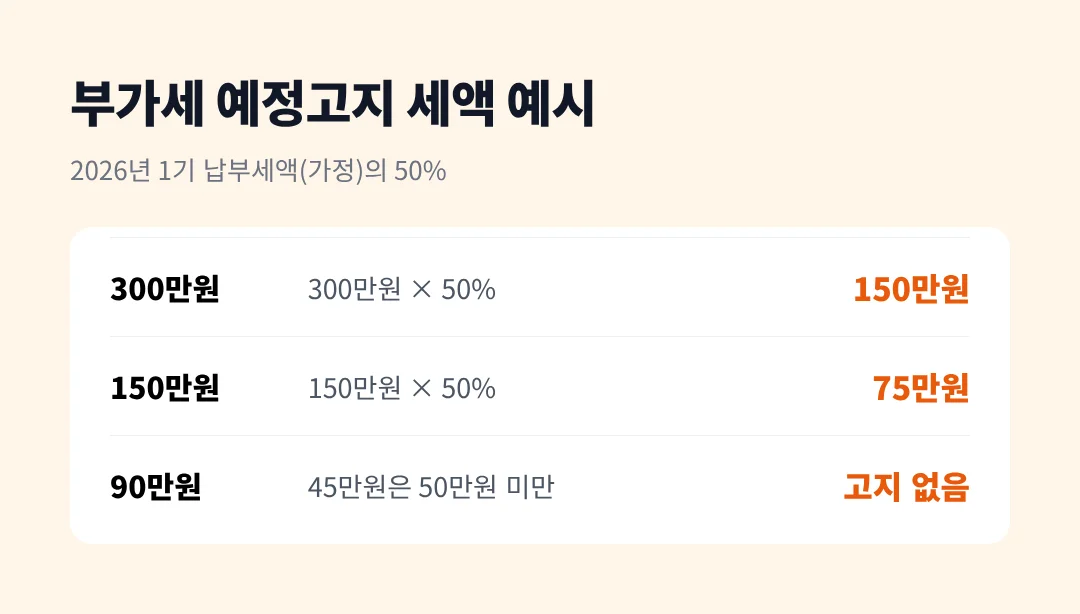 부가세 예정고지 세액 예시
2026년 1기 납부세액(가정)의 50%
300만원 300만원 × 50% 150만원
150만원 150만원 × 50% 75만원
90만원 45만원은 50만원 미만 고지 없음